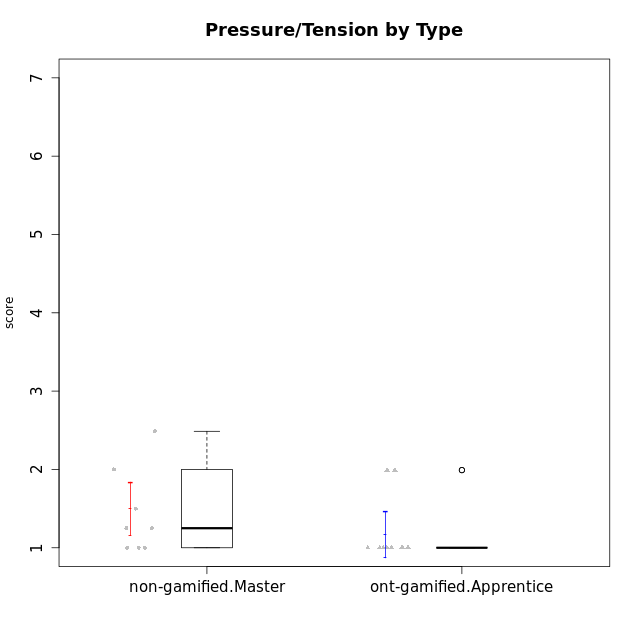 Pressure/Tension by Type
score
7
6
5
4
3
2
1
non-gamified.Master
ont-gamified.Apprentice